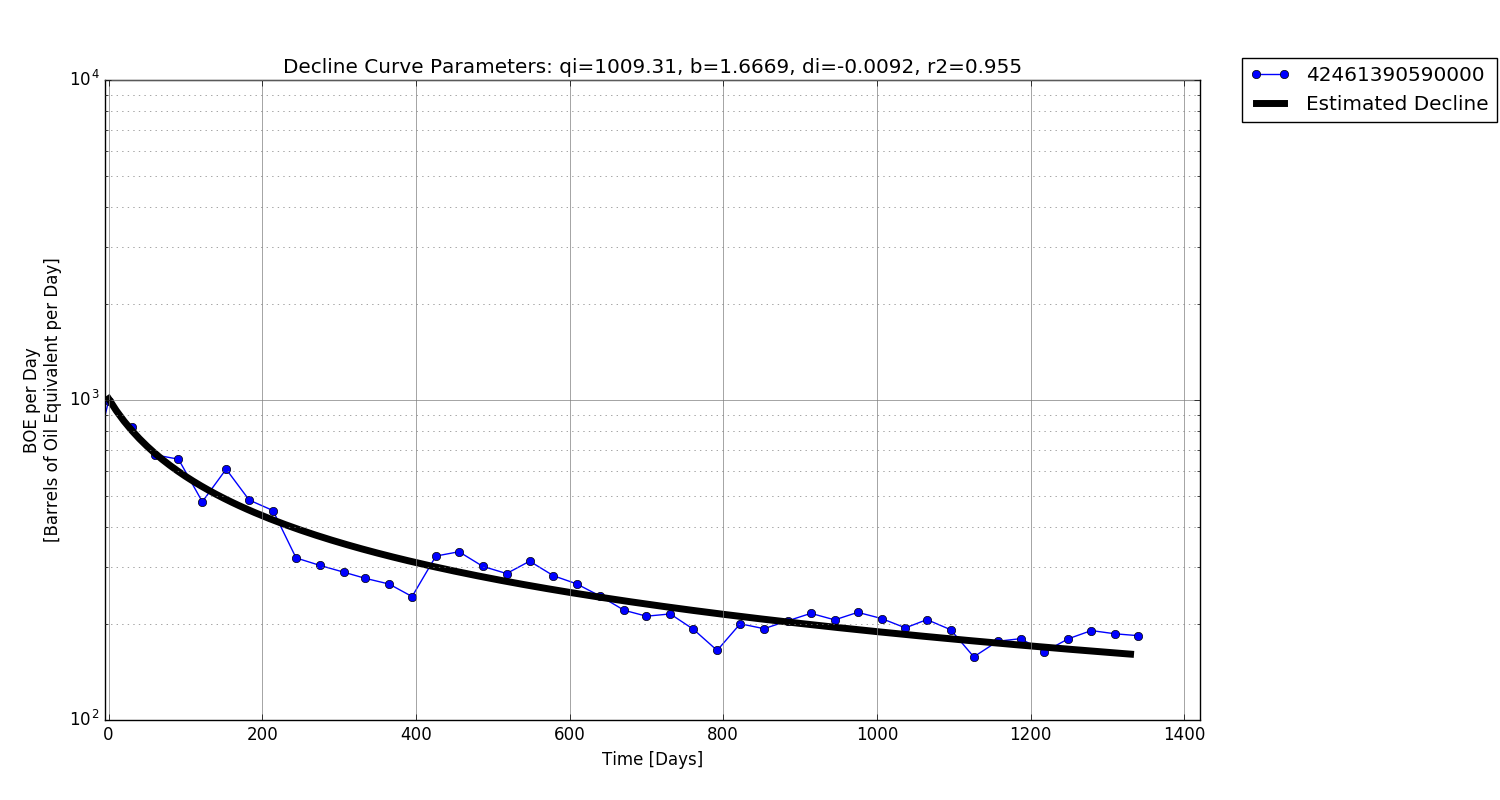 Decline Curve Parameters: qi=1009.31, b=1.6669, di=-0.0092, r2=0.955
42461390590000
Estimated Decline
BOE per Day
[Barrels of Oil Equivalent per Day]
10^4
10^3
10^2
0 200 400 600 800 1000 1200 1400
Time [Days]